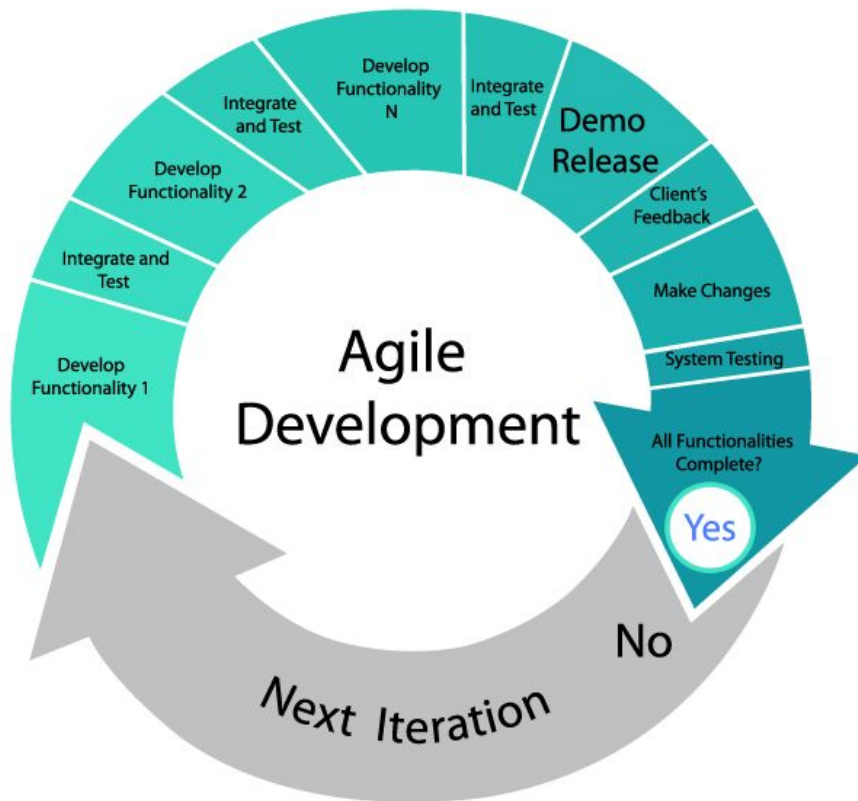 Develop
Functionality 1
Integrate and
Test
Develop
Functionality 2
Integrate
and Test
Develop
Functionality
N
Integrate
and Test
Demo
Release
Client's
Feedback
Make Changes
System Testing
All Functionalities
Complete?
Yes
No
Next Iteration
Agile
Development